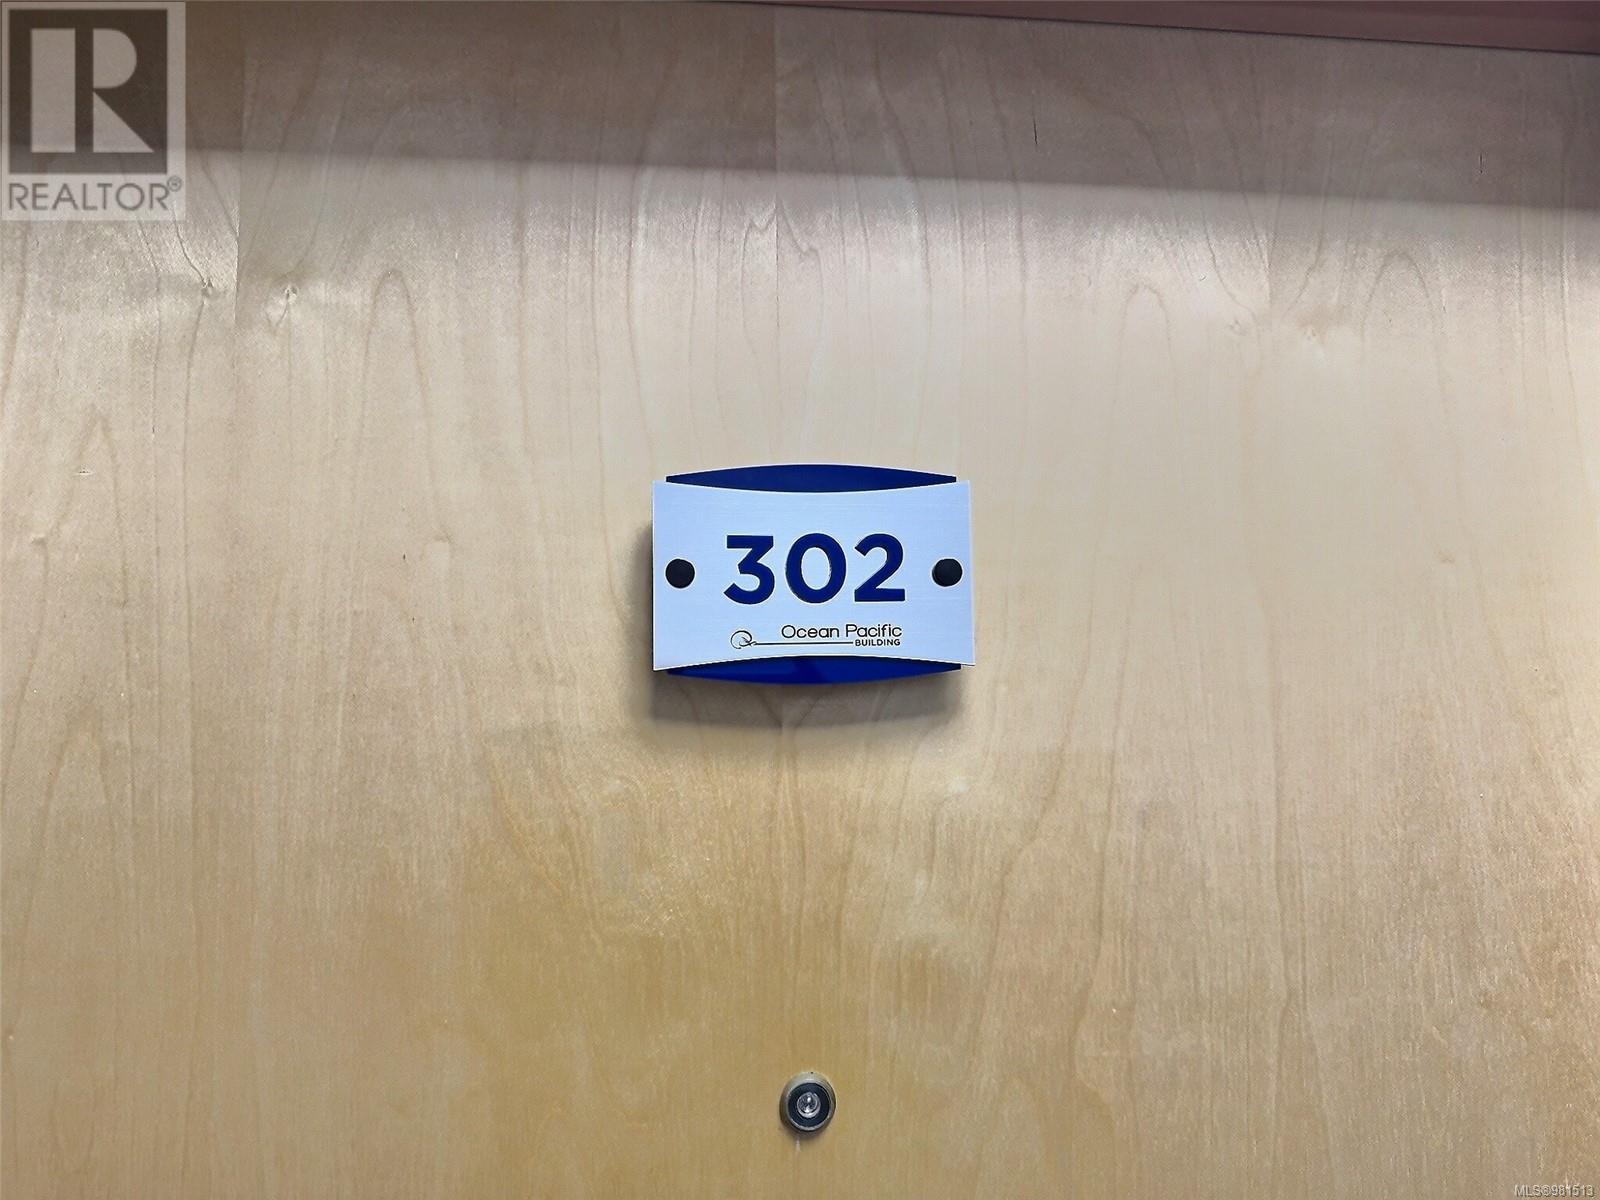 R
REALTOR®
302
Ocean Pacific
BUILDING
MLS®981513